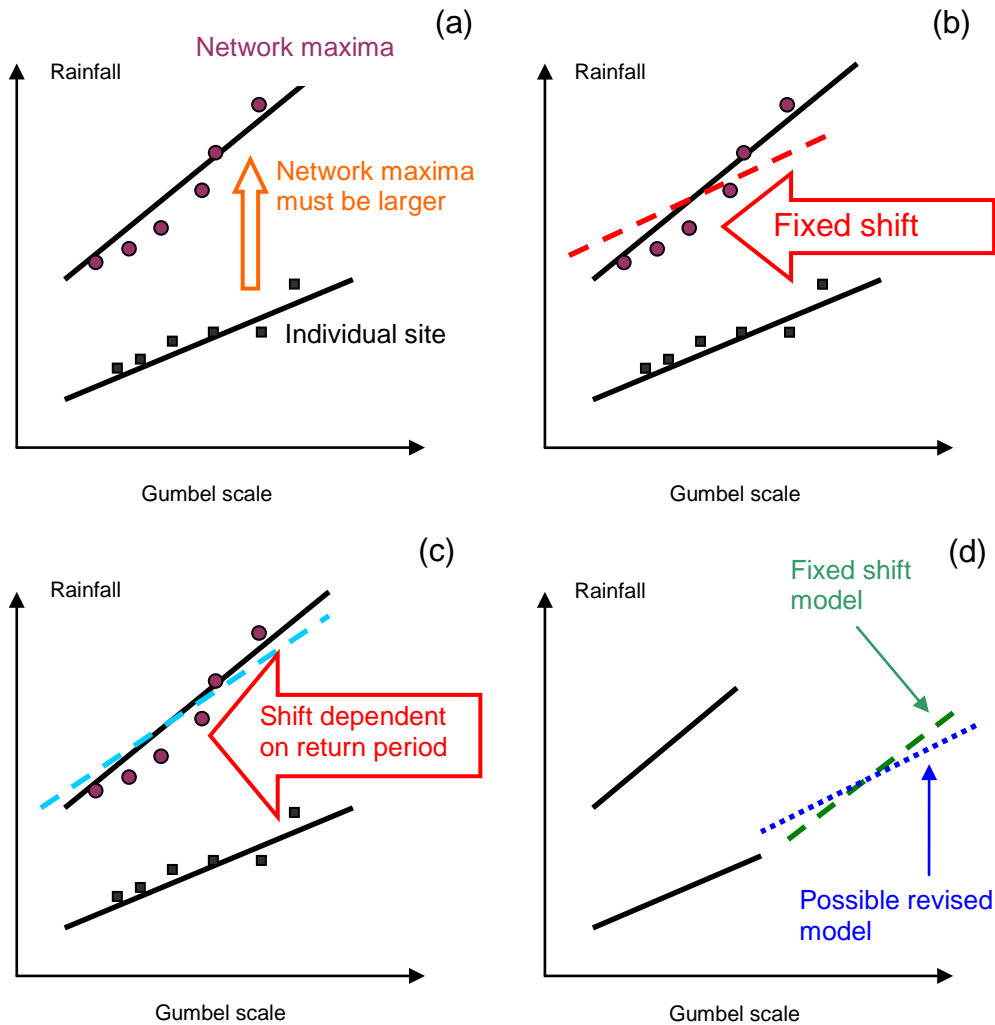 (a)
Network maxima
Rainfall
Network maxima
must be larger
Individual site
Gumbel scale
(b)
Rainfall
Fixed shift
Gumbel scale
(c)
Rainfall
Shift dependent
on return period
Gumbel scale
(d)
Fixed shift
model
Rainfall
Possible revised
model
Gumbel scale